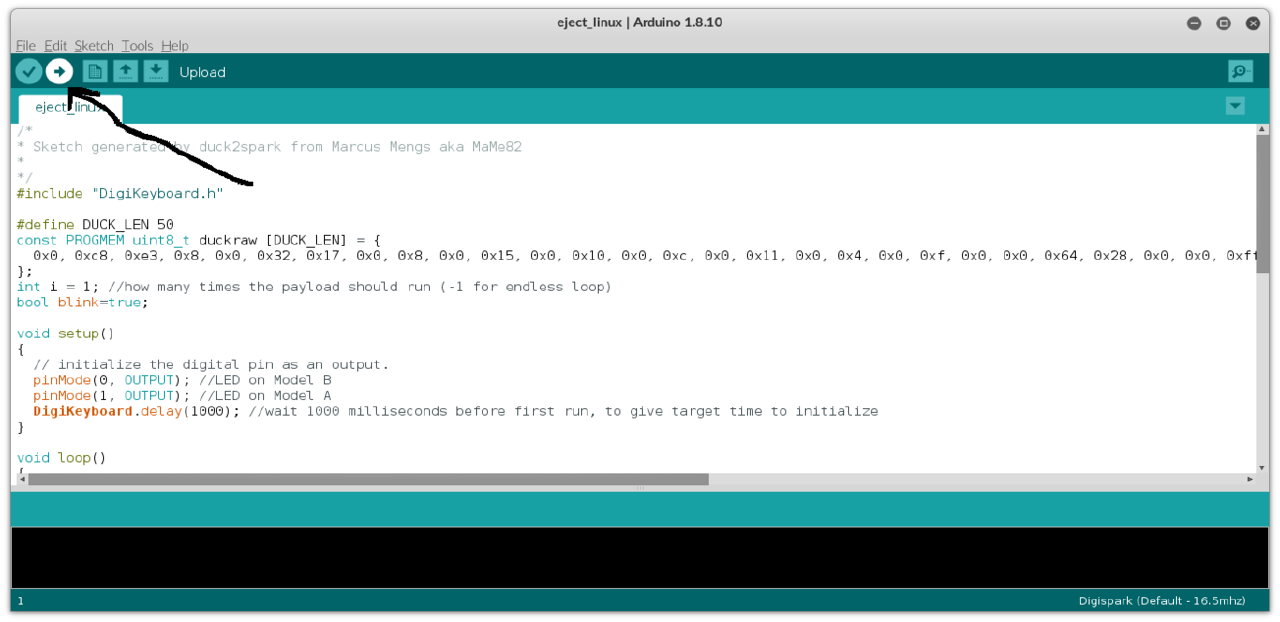 eject_linux | Arduino 1.8.10
File Edit Sketch Tools Help
Upload
eject_linux
/*
* Sketch generated by duck2spark from Marcus Mengs aka MaMe82
*
*/
#include "DigiKeyboard.h"
#define DUCK_LEN 50
const PROGMEM uint8_t duckraw [DUCK_LEN] = {
0x0, 0xc8, 0xe3, 0x8, 0x0, 0x32, 0x17, 0x0, 0x8, 0x0, 0x15, 0x0, 0x10, 0x0, 0xc, 0x0, 0x11, 0x0, 0x4, 0x0, 0xf, 0x0, 0x0, 0x64, 0x28, 0x0, 0x0, 0xff
};
int i = 1; //how many times the payload should run (-1 for endless loop)
bool blink=true;
void setup()
{
// initialize the digital pin as an output.
pinMode(0, OUTPUT); //LED on Model B
pinMode(1, OUTPUT); //LED on Model A
DigiKeyboard.delay(1000); //wait 1000 milliseconds before first run, to give target time to initialize
}
void loop()
{
1
Digispark (Default - 16.5mhz)